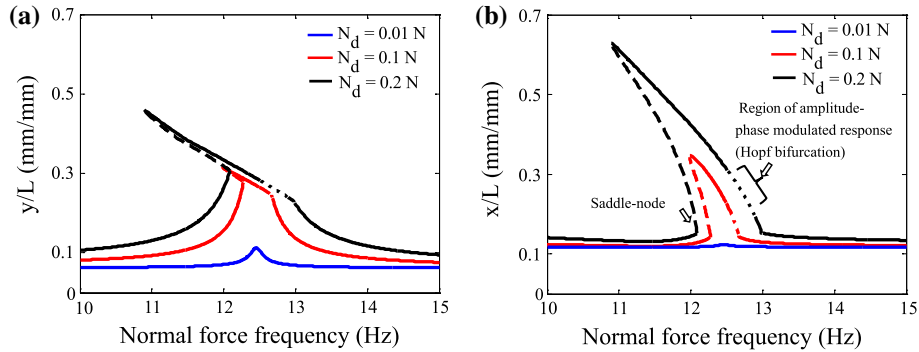 (a)
0.7
0.5
0.3
0.1
0
y/L (mm/mm)
N_d = 0.01 N
N_d = 0.1 N
N_d = 0.2 N
10 11 12 13 14 15
Normal force frequency (Hz)
(b)
0.7
0.5
0.3
0.1
0
x/L (mm/mm)
N_d = 0.01 N
N_d = 0.1 N
N_d = 0.2 N
Region of amplitude-
phase modulated response
(Hopf bifurcation)
Saddle-node
10 11 12 13 14 15
Normal force frequency (Hz)